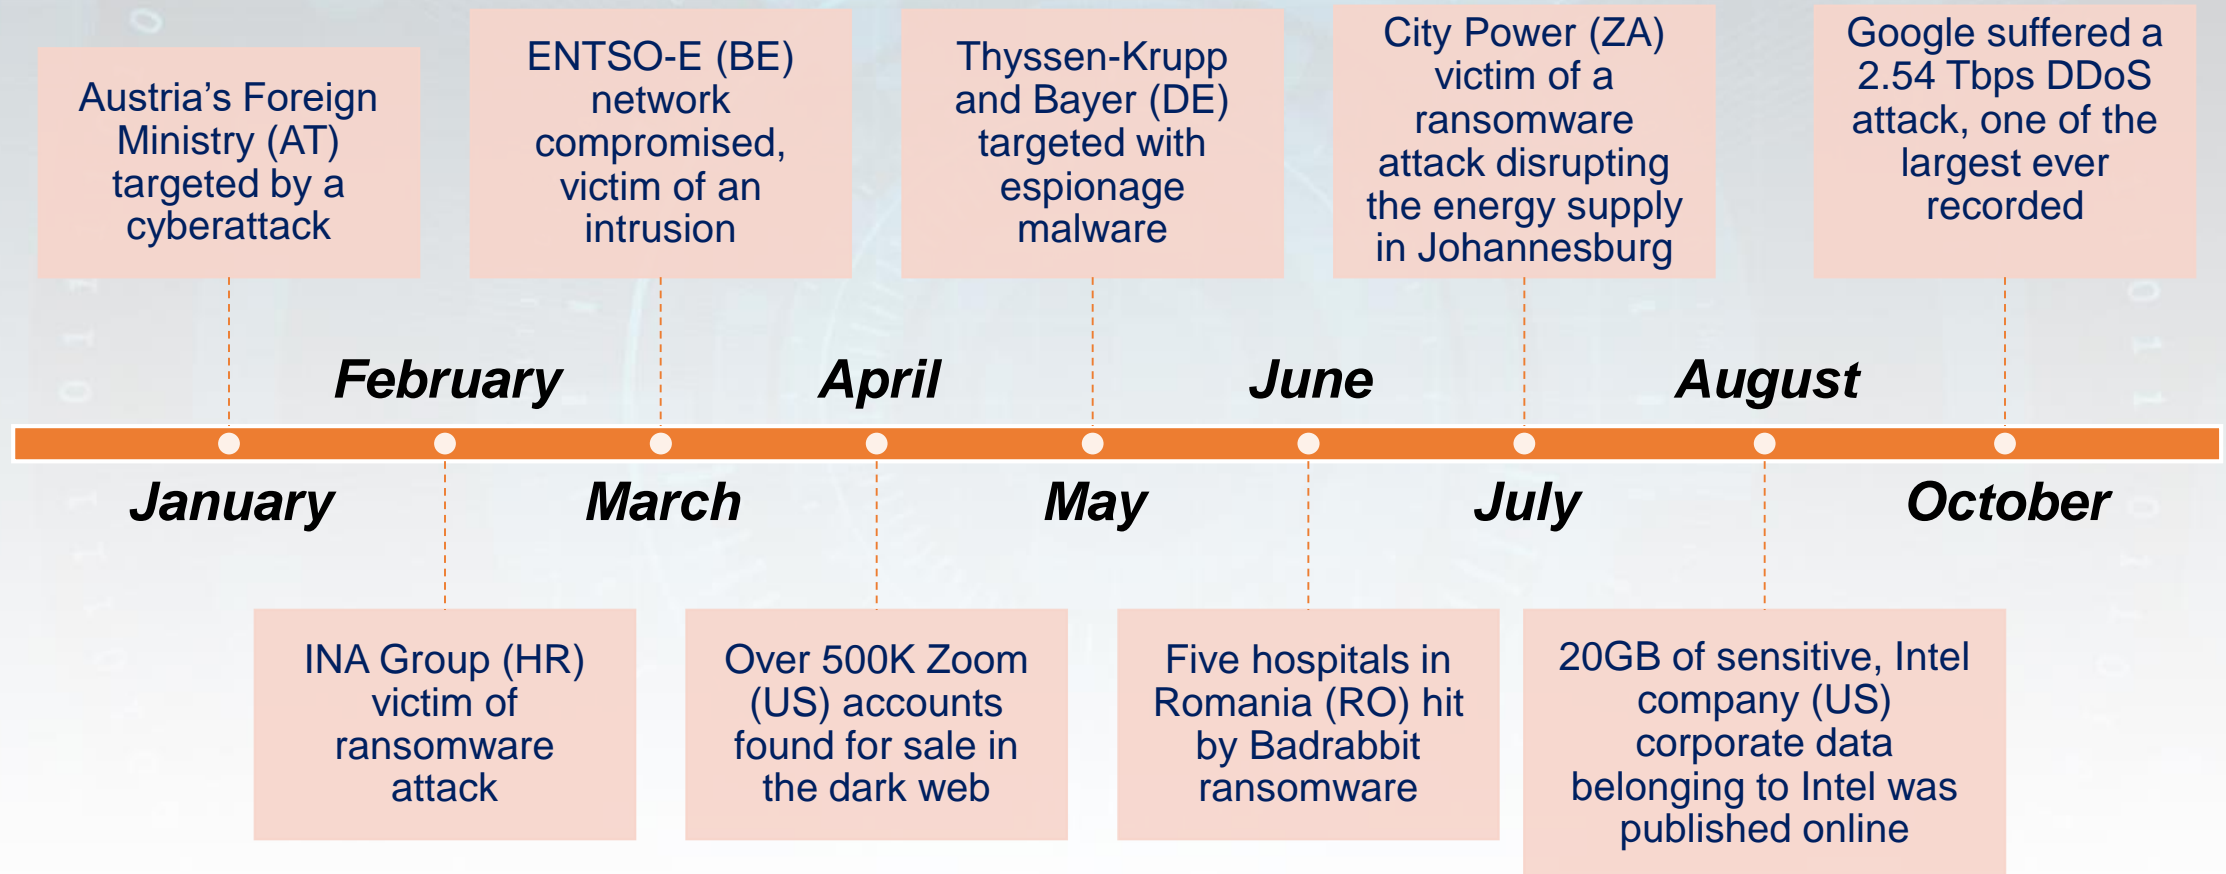 Austria's Foreign
Ministry (AT)
targeted by a
cyberattack
ENTSO-E (BE)
network
compromised,
victim of an
intrusion
Thyssen-Krupp
and Bayer (DE)
targeted with
espionage
malware
City Power (ZA)
victim of a
ransomware
attack disrupting
the energy supply
in Johannesburg
Google suffered a
2.54 Tbps DDoS
attack, one of the
largest ever
recorded
February
April
June
August
January
March
May
July
October
INA Group (HR)
victim of
ransomware
attack
Over 500K Zoom
(US) accounts
found for sale in
the dark web
Five hospitals in
Romania (RO) hit
by Badrabbit
ransomware
20GB of sensitive, Intel
company (US)
corporate data
belonging to Intel was
published online